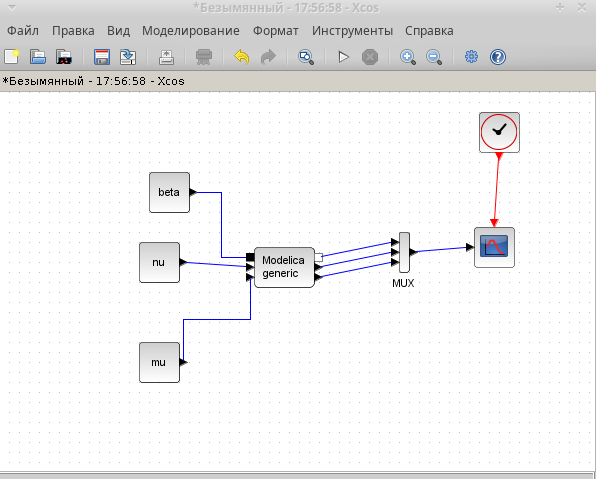 *Безымянный - 17:56:58 - Xcos
Файл Правка Вид Моделирование Формат Инструменты Справка
*Безымянный - 17:56:58 - Xcos
beta
nu
Modelica
generic
MUX
mu